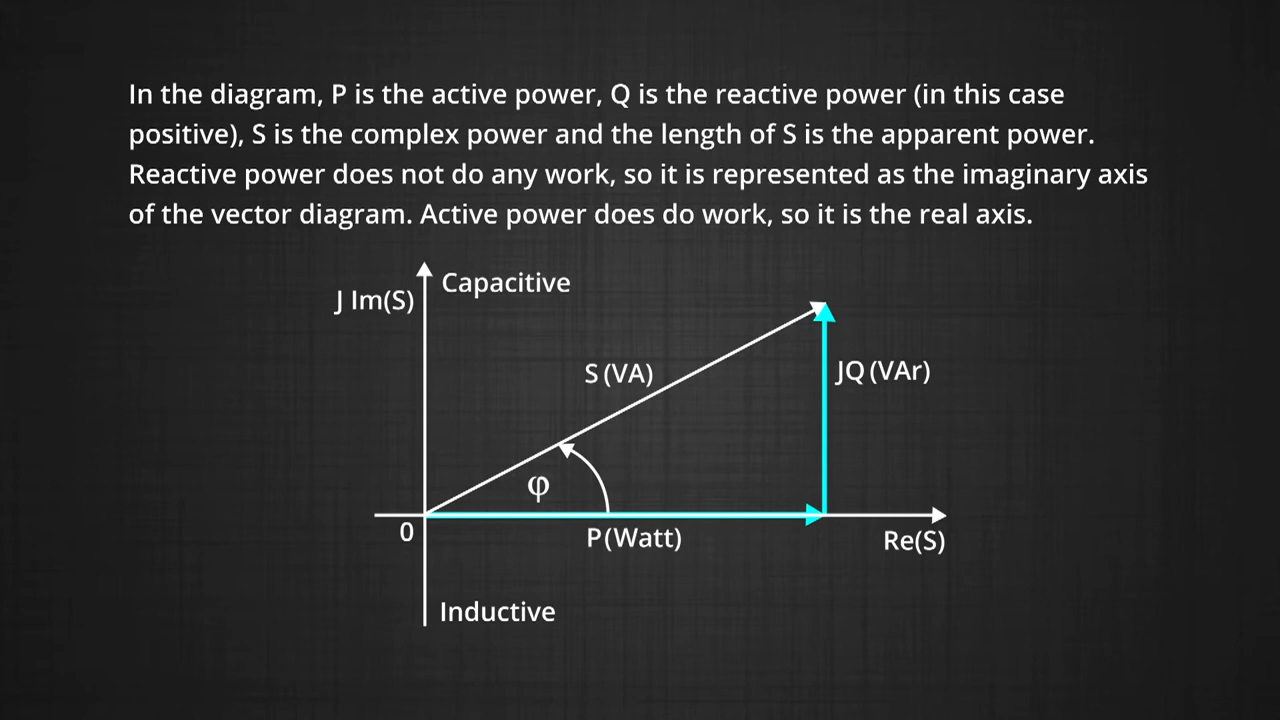 In the diagram, P is the active power, Q is the reactive power (in this case
positive), S is the complex power and the length of S is the apparent power.
Reactive power does not do any work, so it is represented as the imaginary axis
of the vector diagram. Active power does do work, so it is the real axis.
Capacitive
J Im(S)
S (VA)
JQ (VAr)
φ
0
P(Watt)
Re(S)
Inductive